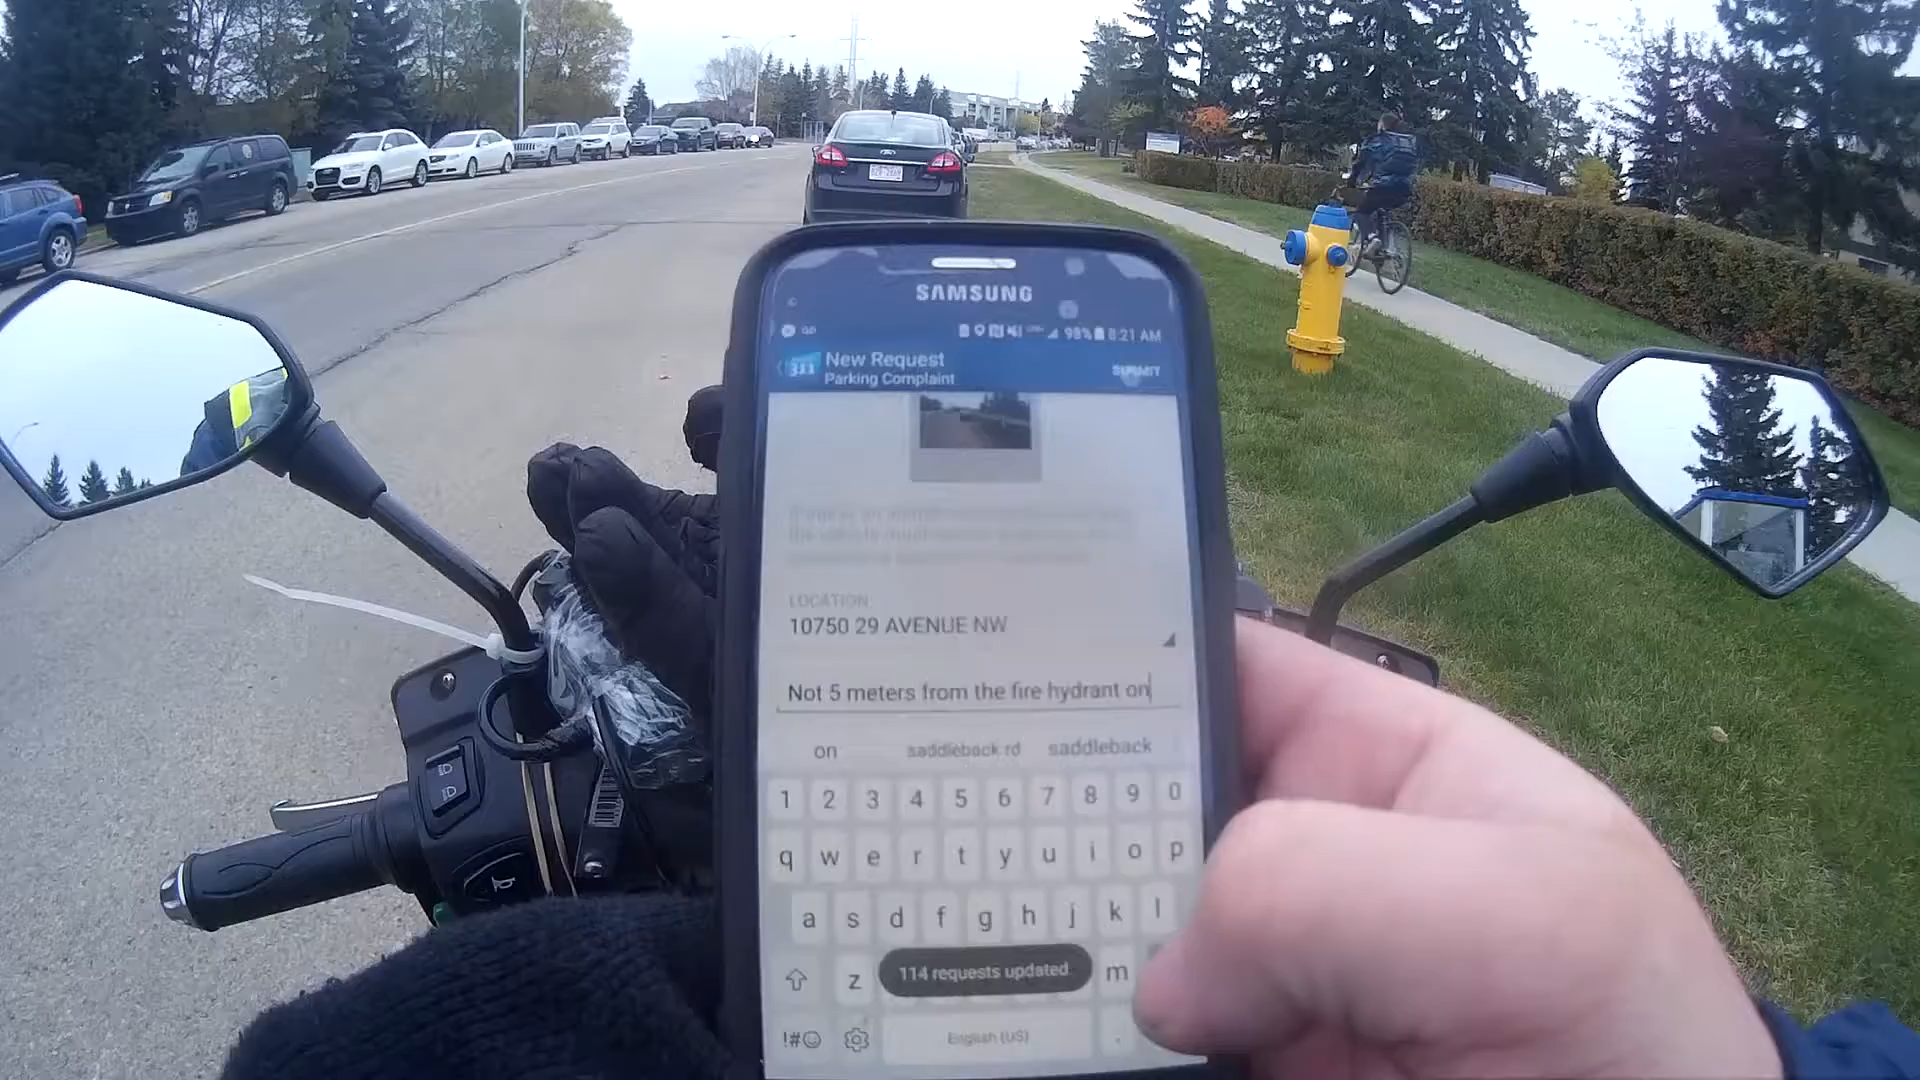 SAMSUNG
98% 8:21 AM
311 New Request
Parking Complaint
SUBMIT
LOCATION
10750 29 AVENUE NW
Not 5 meters from the fire hydrant on
on saddleback rd saddleback
1 2 3 4 5 6 7 8 9 0
q w e r t y u i o p
a s d f g h j k l
z 114 requests updated m
!#☺ English (US) .